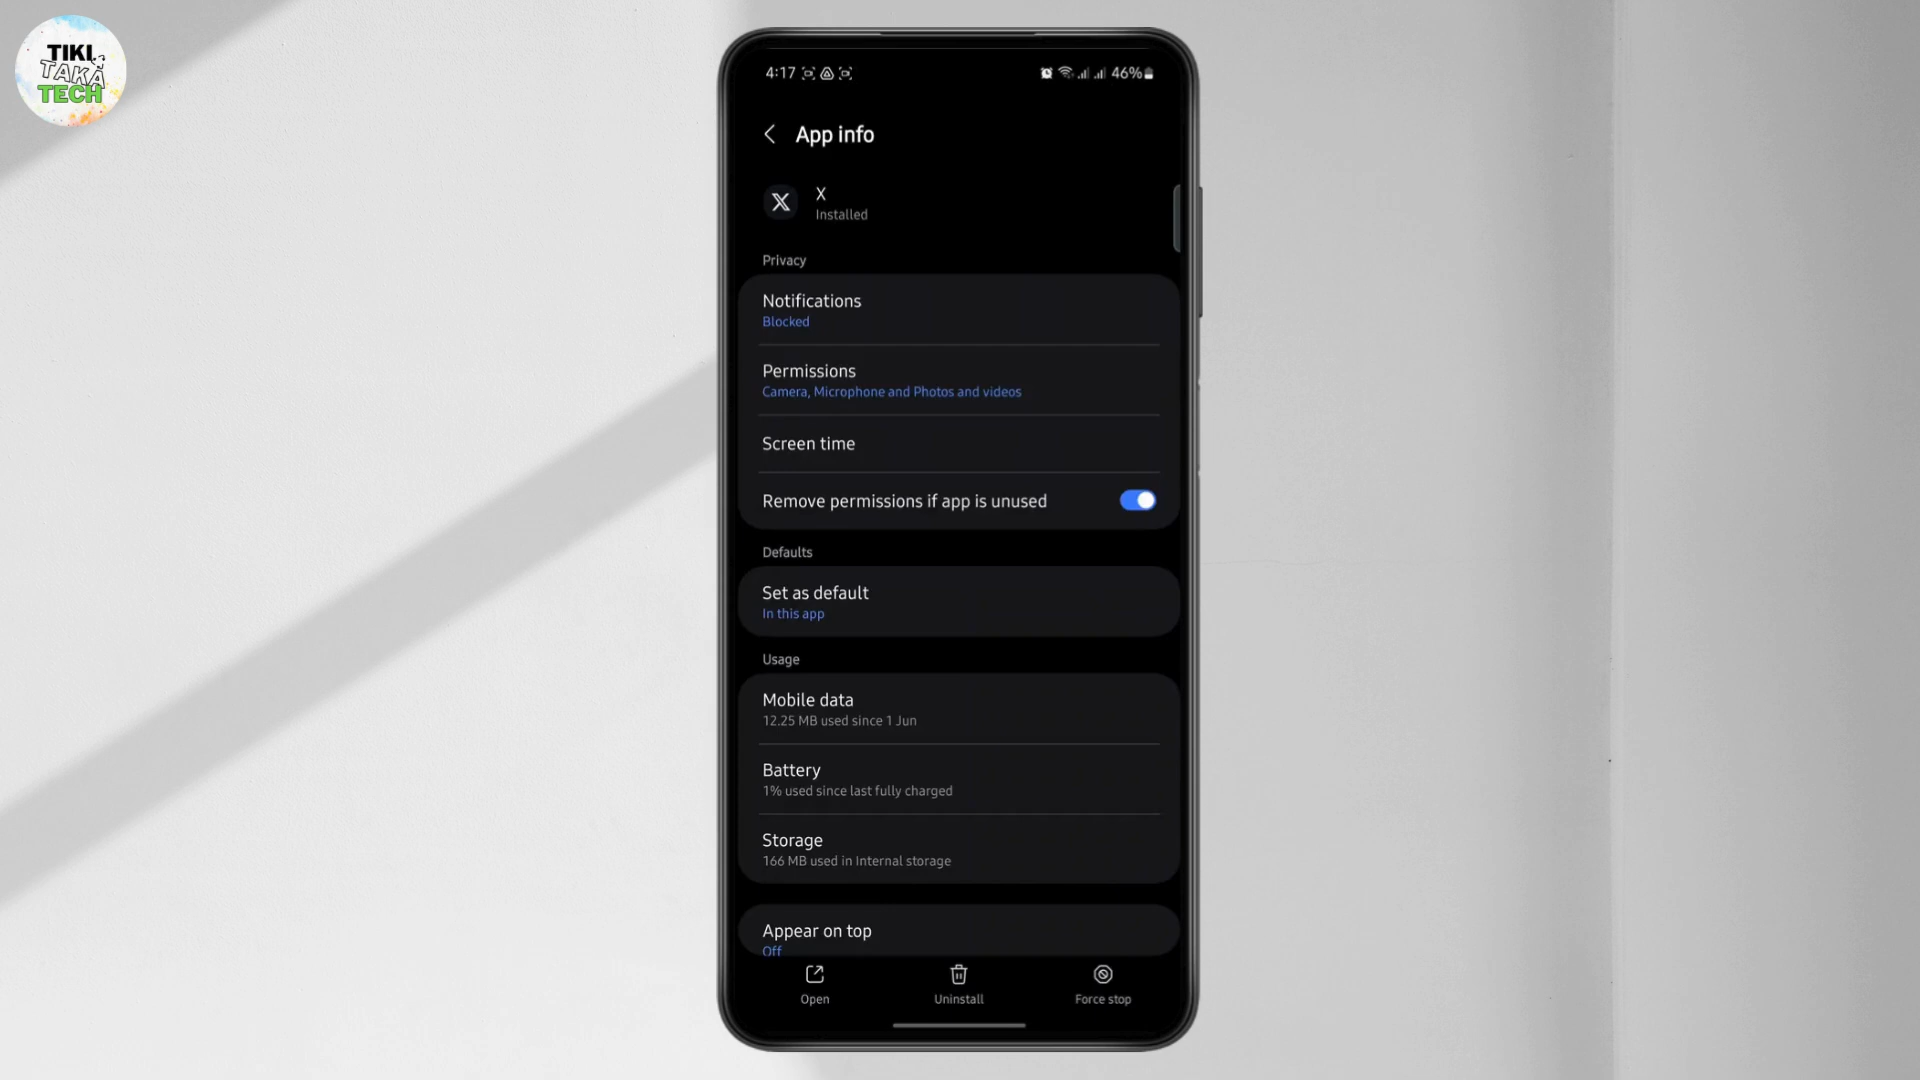 TIKI
TAKA
TECH
4:17
46%
App info
X
Installed
Privacy
Notifications
Blocked
Permissions
Camera, Microphone and Photos and videos
Screen time
Remove permissions if app is unused
Defaults
Set as default
In this app
Usage
Mobile data
12.25 MB used since 1 Jun
Battery
1% used since last fully charged
Storage
166 MB used in Internal storage
Appear on top
Off
Open
Uninstall
Force stop